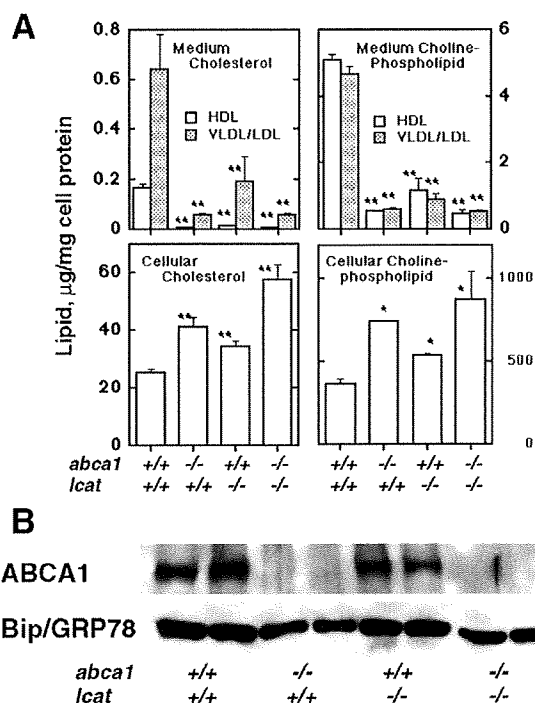 A
Lipid, µg/mg cell protein
Medium Cholesterol
HDL
VLDL/LDL
0.8
0.6
0.4
0.2
0
** ** ** ** ** **
Medium Choline-Phospholipid
HDL
VLDL/LDL
6
4
2
0
** ** ** ** ** **
Cellular Cholesterol
60
40
20
0
** ** **
Cellular Choline-phospholipid
1000
500
0
* * *
abca1 +/+ -/- +/+ -/- +/+ -/- +/+ -/-
lcat +/+ +/+ -/- -/- +/+ +/+ -/- -/-
B
ABCA1
Bip/GRP78
abca1 +/+ -/- +/+ -/-
lcat +/+ +/+ -/- -/-